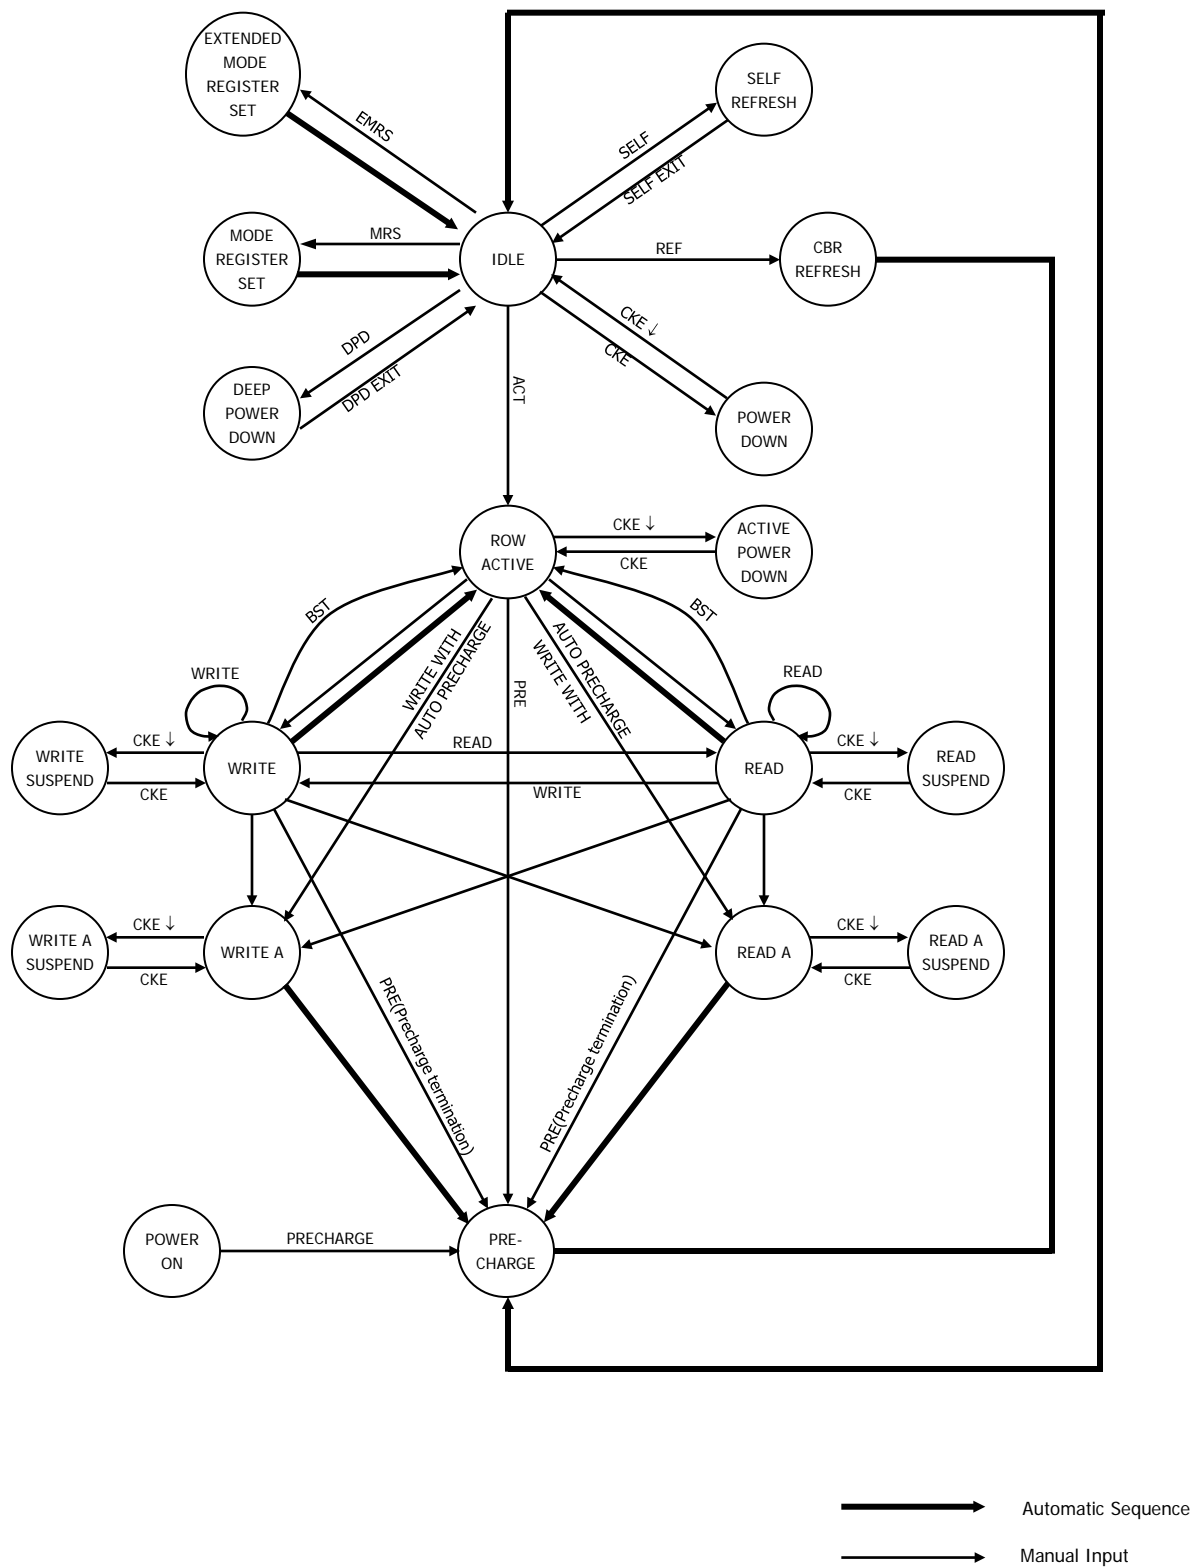 EXTENDED
MODE
REGISTER
SET
SELF
REFRESH
EMRS
SELF
SELF EXIT
MODE
REGISTER
SET
MRS
IDLE
REF
CBR
REFRESH
DPD
DPD EXIT
CKE ↓
CKE
DEEP
POWER
DOWN
ACT
POWER
DOWN
ROW
ACTIVE
CKE ↓
CKE
ACTIVE
POWER
DOWN
BST
BST
WRITE WITH
AUTO PRECHARGE
PRE
AUTO PRECHARGE
WRITE WITH
WRITE
READ
WRITE
SUSPEND
CKE ↓
CKE
WRITE
READ
WRITE
READ
CKE ↓
CKE
READ
SUSPEND
WRITE A
SUSPEND
CKE ↓
CKE
WRITE A
READ A
CKE ↓
CKE
READ A
SUSPEND
PRE(Precharge termination)
PRE(Precharge termination)
POWER
ON
PRECHARGE
PRE-
CHARGE
Automatic Sequence
Manual Input